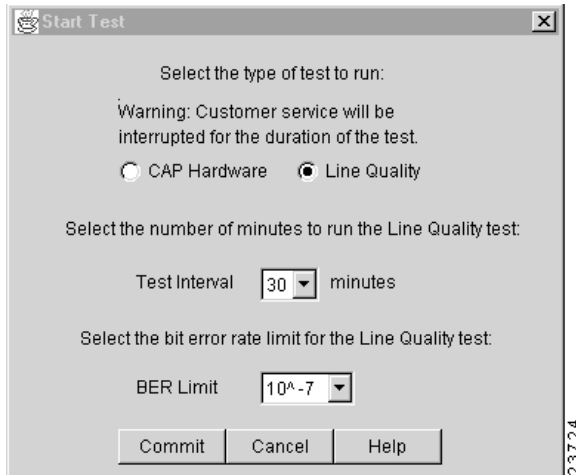 Start Test
Select the type of test to run:
Warning: Customer service will be
interrupted for the duration of the test.
CAP Hardware Line Quality
Select the number of minutes to run the Line Quality test:
Test Interval 30 minutes
Select the bit error rate limit for the Line Quality test:
BER Limit 10^-7
Commit Cancel Help
23724